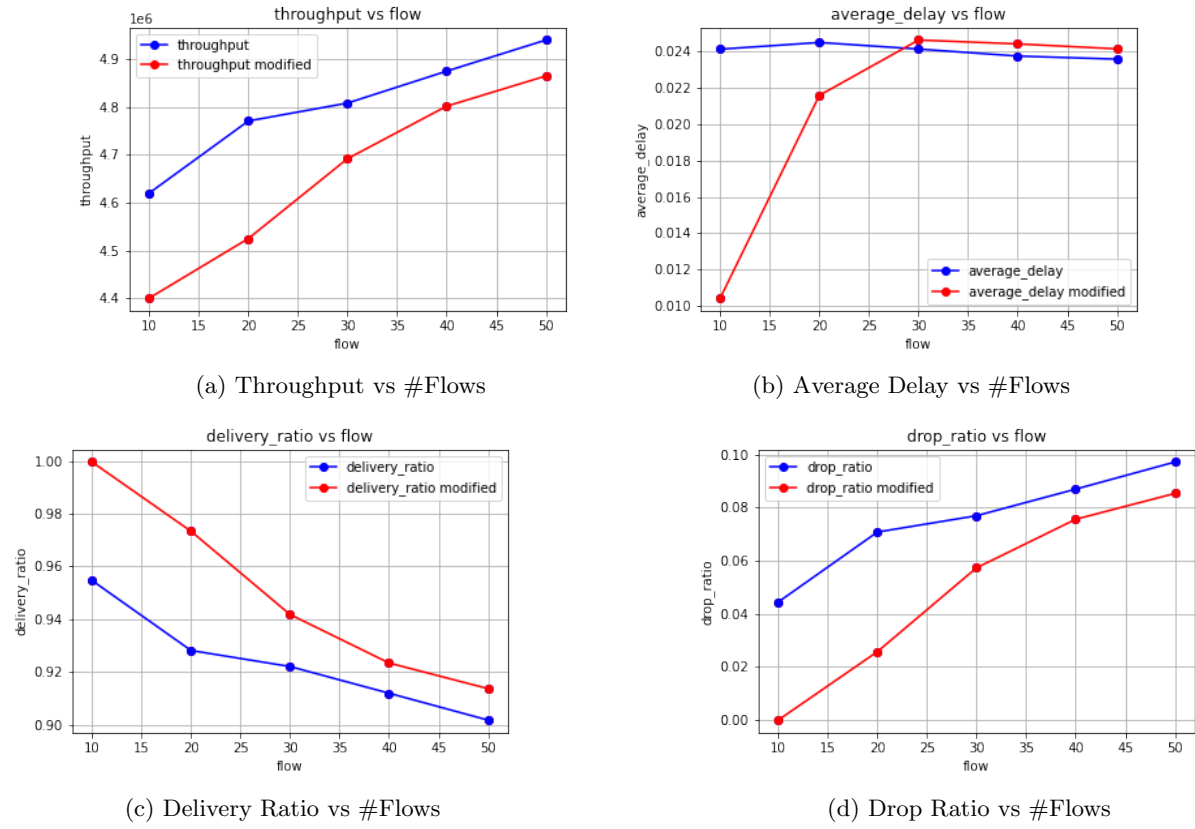 throughput vs flow
1e6
throughput
throughput modified
4.9
4.8
4.7
4.6
4.5
4.4
throughput
10 15 20 25 30 35 40 45 50
flow
(a) Throughput vs #Flows
average_delay vs flow
0.024
0.022
0.020
0.018
0.016
0.014
0.012
0.010
average_delay
average_delay
average_delay modified
10 15 20 25 30 35 40 45 50
flow
(b) Average Delay vs #Flows
delivery_ratio vs flow
1.00
0.98
0.96
0.94
0.92
0.90
delivery_ratio
delivery_ratio
delivery_ratio modified
10 15 20 25 30 35 40 45 50
flow
(c) Delivery Ratio vs #Flows
drop_ratio vs flow
0.10
0.08
0.06
0.04
0.02
0.00
drop_ratio
drop_ratio
drop_ratio modified
10 15 20 25 30 35 40 45 50
flow
(d) Drop Ratio vs #Flows